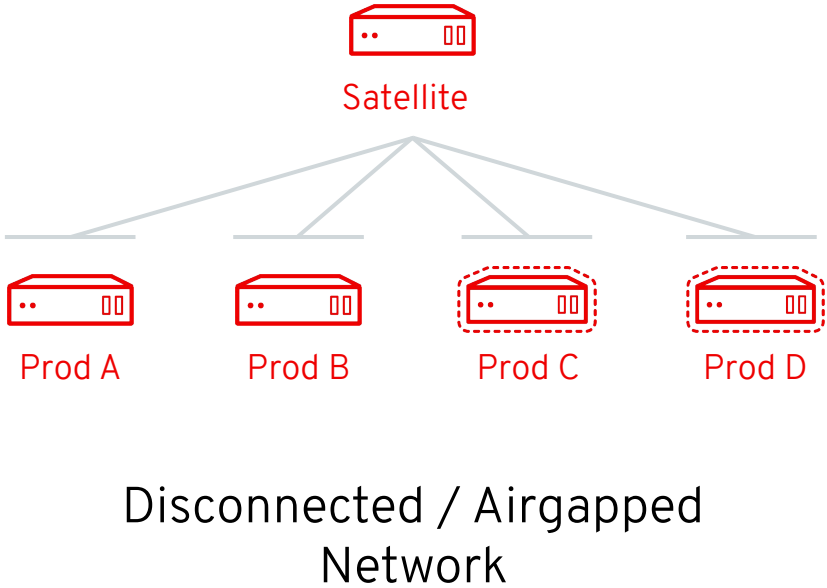 Satellite
Prod A
Prod B
Prod C
Prod D
Disconnected / Airgapped
Network